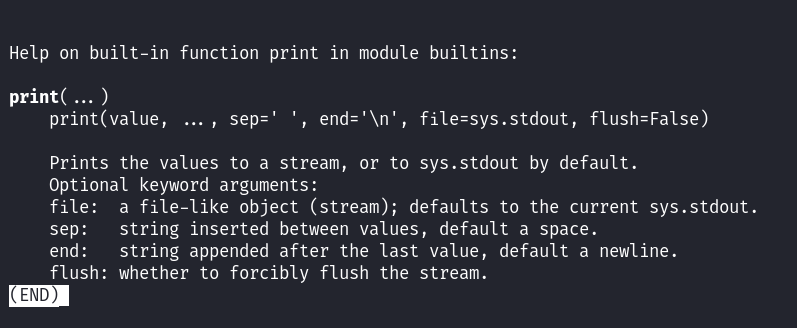 Help on built-in function print in module builtins:
print(...)
print(value, ..., sep=' ', end='\n', file=sys.stdout, flush=False)
Prints the values to a stream, or to sys.stdout by default.
Optional keyword arguments:
file:  a file-like object (stream); defaults to the current sys.stdout.
sep:   string inserted between values, default a space.
end:   string appended after the last value, default a newline.
flush: whether to forcibly flush the stream.
(END)